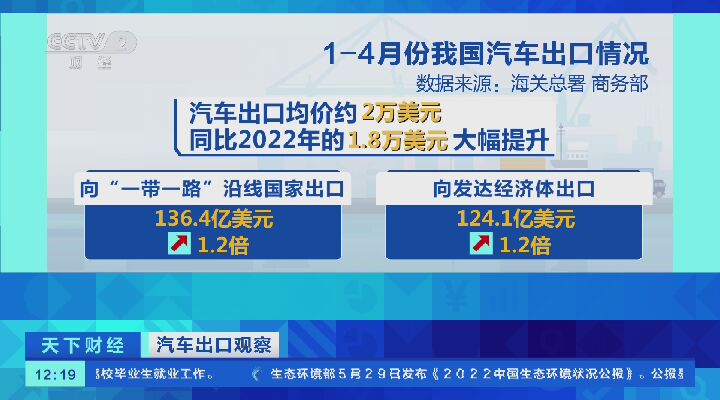 CCTV 2
财 经
1-4月份我国汽车出口情况
数据来源：海关总署 商务部
汽车出口均价约 2万美元
同比2022年的1.8万美元 大幅提升
向“一带一路”沿线国家出口
136.4亿美元
1.2倍
向发达经济体出口
124.1亿美元
1.2倍
天下财经
汽车出口观察
12:19
校毕业生就业工作。 《 生态环境部5月29日发布《2022中国生态环境状况公报》。公报